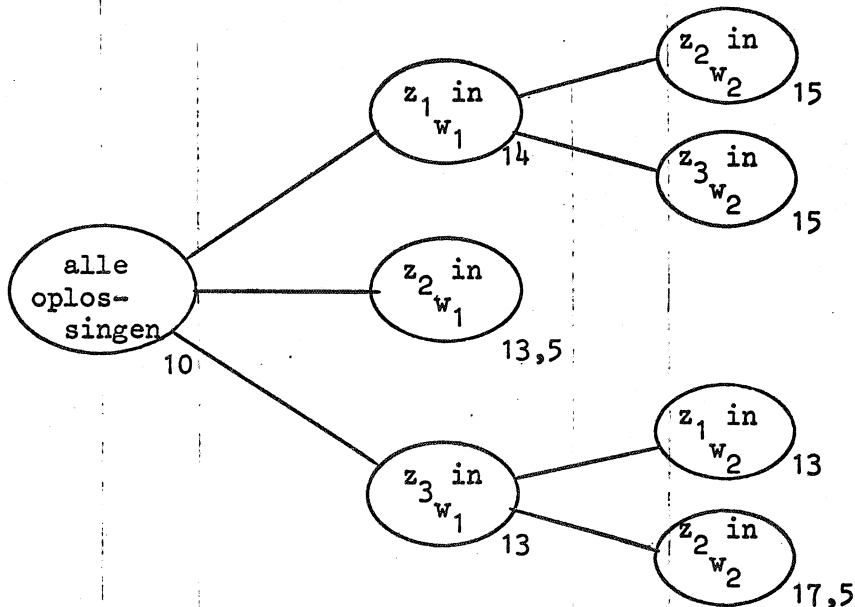 z2 in
w2
15
z1 in
w1
14
z3 in
w2
15
alle
oplos-
singen
10
z2 in
w1
13,5
z3 in
w1
13
z1 in
w2
13
z2 in
w2
17,5